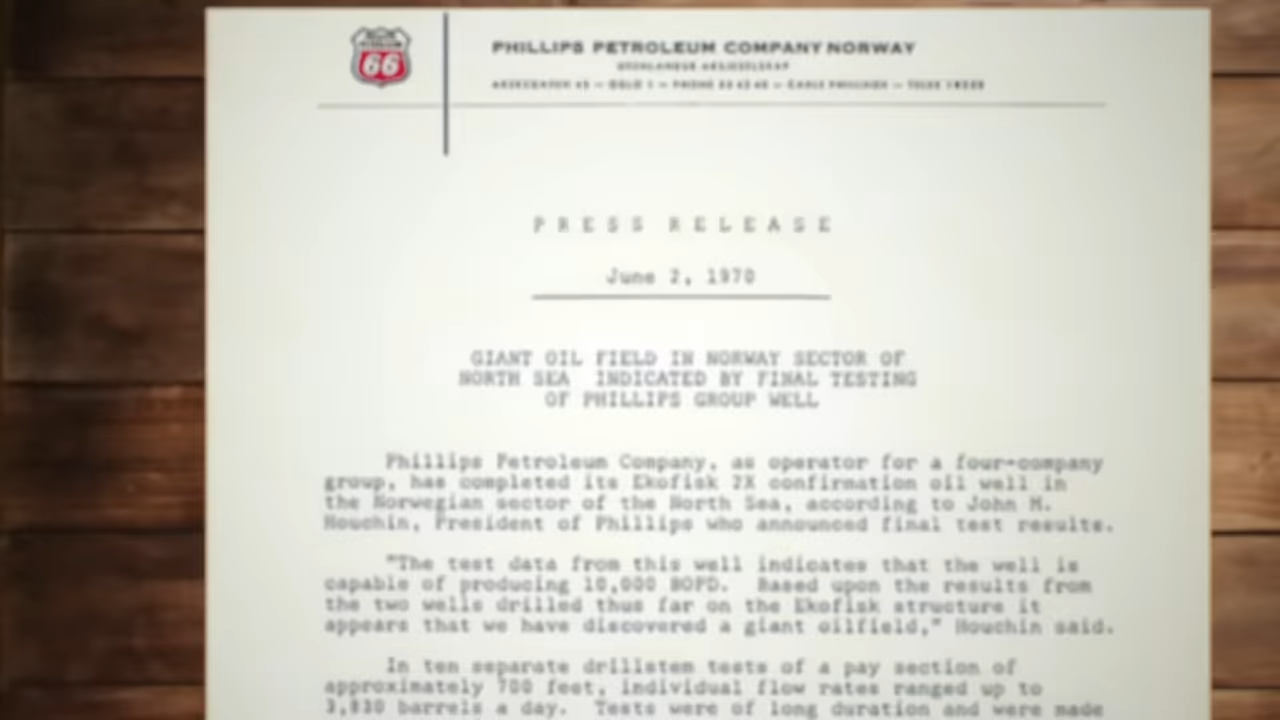 66
PHILLIPS PETROLEUM COMPANY NORWAY
OSLO 1 — PHONE
PRESS RELEASE
June 2, 1970
GIANT OIL FIELD IN NORWAY SECTOR OF
NORTH SEA INDICATED BY FINAL TESTING
OF PHILLIPS GROUP WELL
Phillips Petroleum Company, as operator for a four-company
group, has completed its Ekofisk 2X confirmation oil well in
the Norwegian sector of the North Sea, according to John M.
Houchin, President of Phillips who announced final test results.
"The test data from this well indicates that the well is
capable of producing 10,000 BOPD. Based upon the results from
the two wells drilled thus far on the Ekofisk structure it
appears that we have discovered a giant oilfield," Houchin said.
In ten separate drillstem tests of a pay section of
approximately 700 feet, individual flow rates ranged up to
3,830 barrels a day. Tests were of long duration and were made